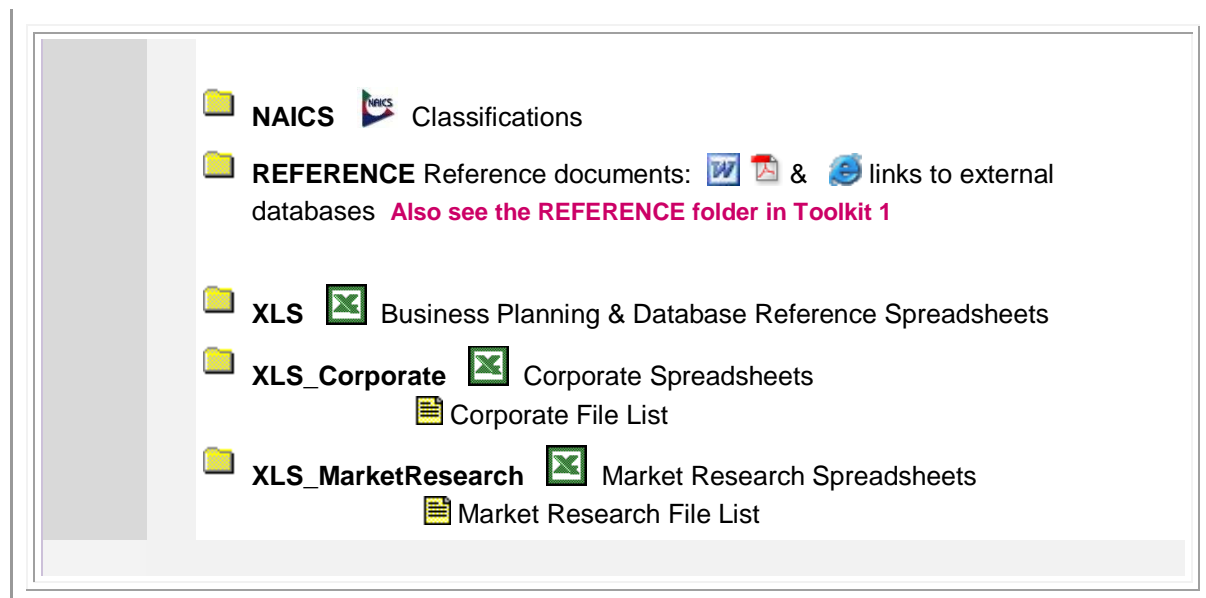 NAICS NAICS Classifications
REFERENCE Reference documents: W & links to external
databases Also see the REFERENCE folder in Toolkit 1
XLS Business Planning & Database Reference Spreadsheets
XLS_Corporate Corporate Spreadsheets
Corporate File List
XLS_MarketResearch Market Research Spreadsheets
Market Research File List